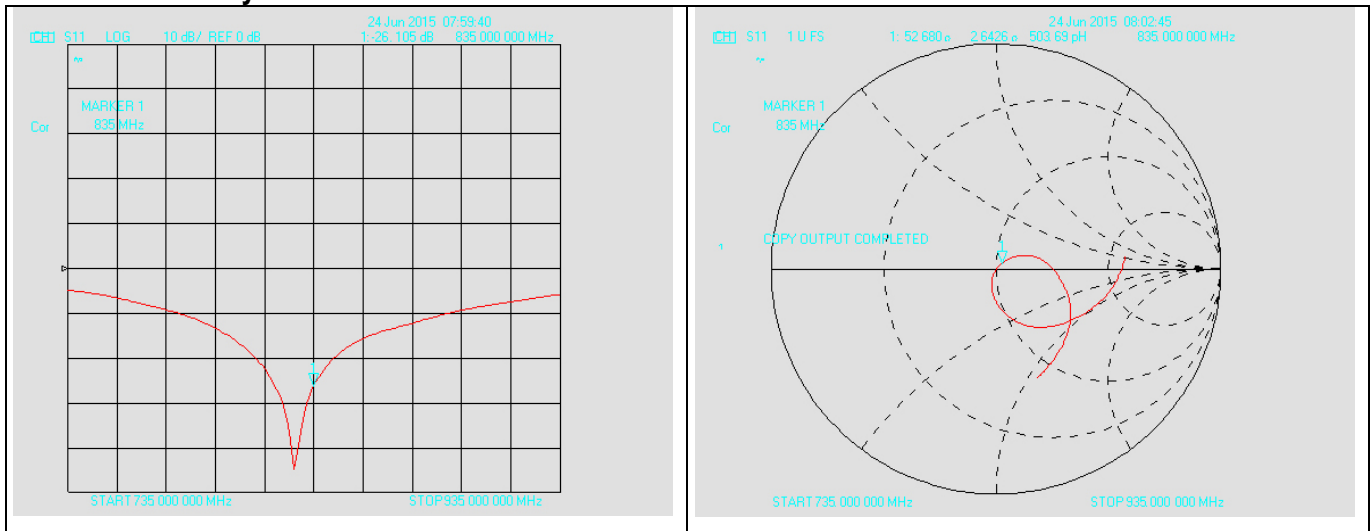 24 Jun 2015 07:59:40
CH1 S11 LOG 10 dB/ REF 0 dB 1:-26.105 dB 835.000 000 MHz
MARKER 1
Cor 835 MHz
1
START 735.000 000 MHz STOP 935.000 000 MHz
24 Jun 2015 08:02:45
CH1 S11 1 U FS 1: 52.680 Ω 2.6426 Ω 503.69 pH 835.000 000 MHz
MARKER 1
Cor 835 MHz
1
1 COPY OUTPUT COMPLETED
START 735.000 000 MHz STOP 935.000 000 MHz